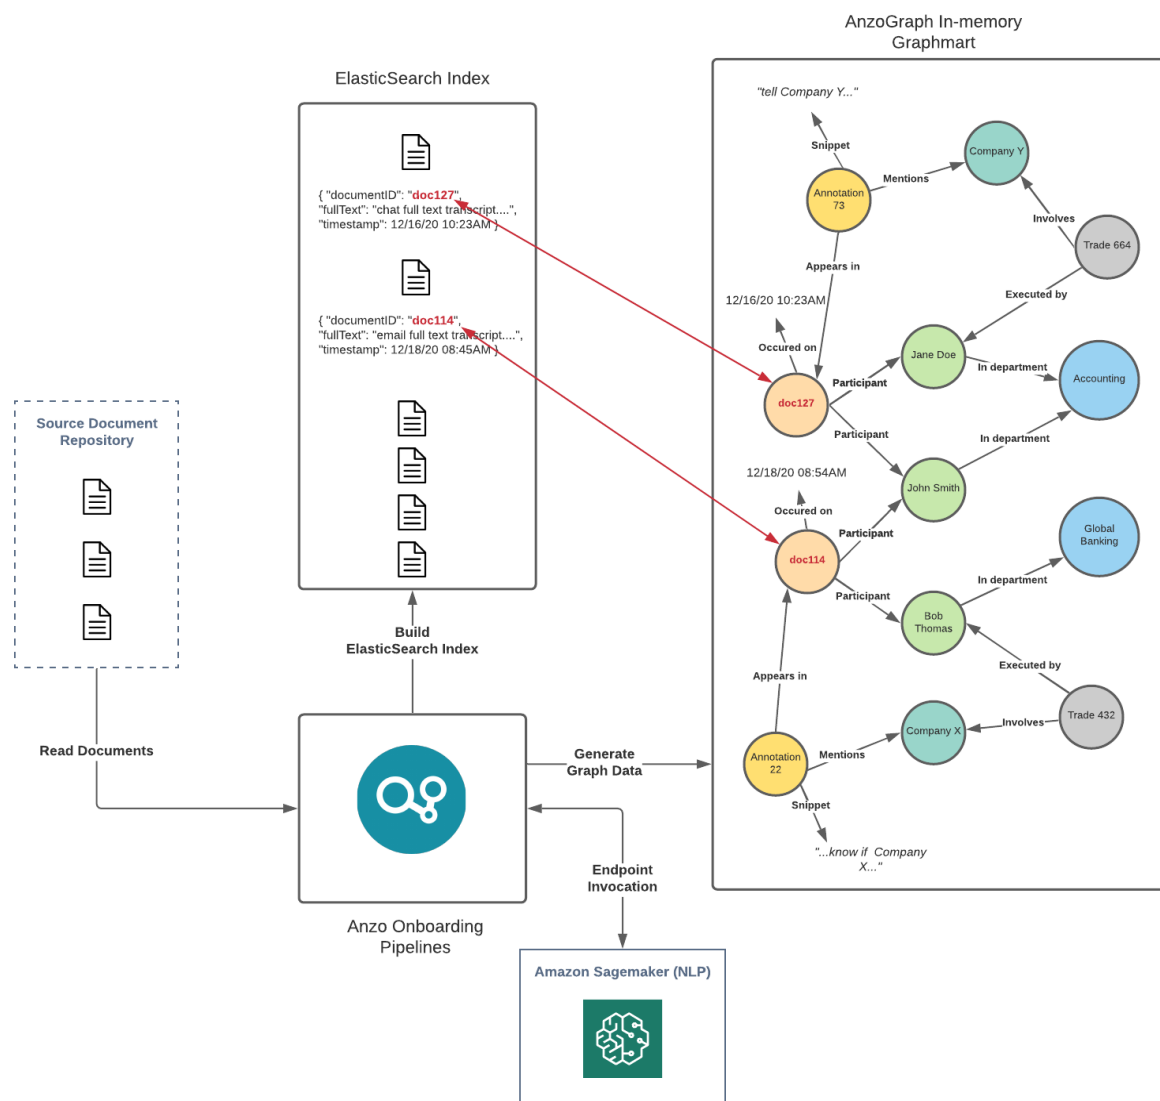 AnzoGraph In-memory
Graphmart
ElasticSearch Index
{ "documentID": "doc127",
"fullText": "chat full text transcript....",
"timestamp": 12/16/20 10:23AM }
{ "documentID": "doc114",
"fullText": "email full text transcript....",
"timestamp": 12/18/20 08:45AM }
Source Document
Repository
Read Documents
Build
ElasticSearch Index
Generate
Graph Data
Endpoint
Invocation
Anzo Onboarding
Pipelines
Amazon Sagemaker (NLP)
"tell Company Y..."
Snippet
Company Y
Mentions
Annotation
73
Involves
Trade 664
Appears in
Executed by
12/16/20 10:23AM
Occured on
Jane Doe
In department
Accounting
Participant
doc127
Participant
In department
12/18/20 08:54AM
John Smith
Occured on
Participant
Global
Banking
doc114
In department
Participant
Bob
Thomas
Executed by
Appears in
Trade 432
Involves
Company X
Mentions
Annotation
22
Snippet
"...know if  Company
X..."